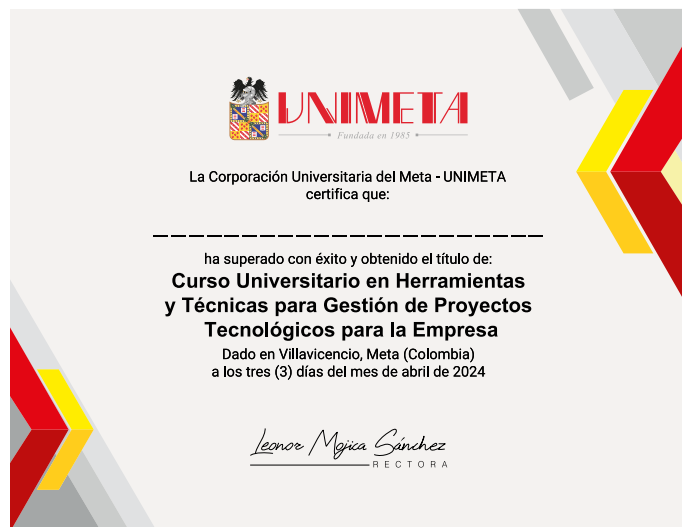 UNIMETA
Fundada en 1985
La Corporación Universitaria del Meta - UNIMETA
certifica que:
ha superado con éxito y obtenido el título de:
Curso Universitario en Herramientas
y Técnicas para Gestión de Proyectos
Tecnológicos para la Empresa
Dado en Villavicencio, Meta (Colombia)
a los tres (3) días del mes de abril de 2024
Leonor Mojica Sánchez
RECTORA